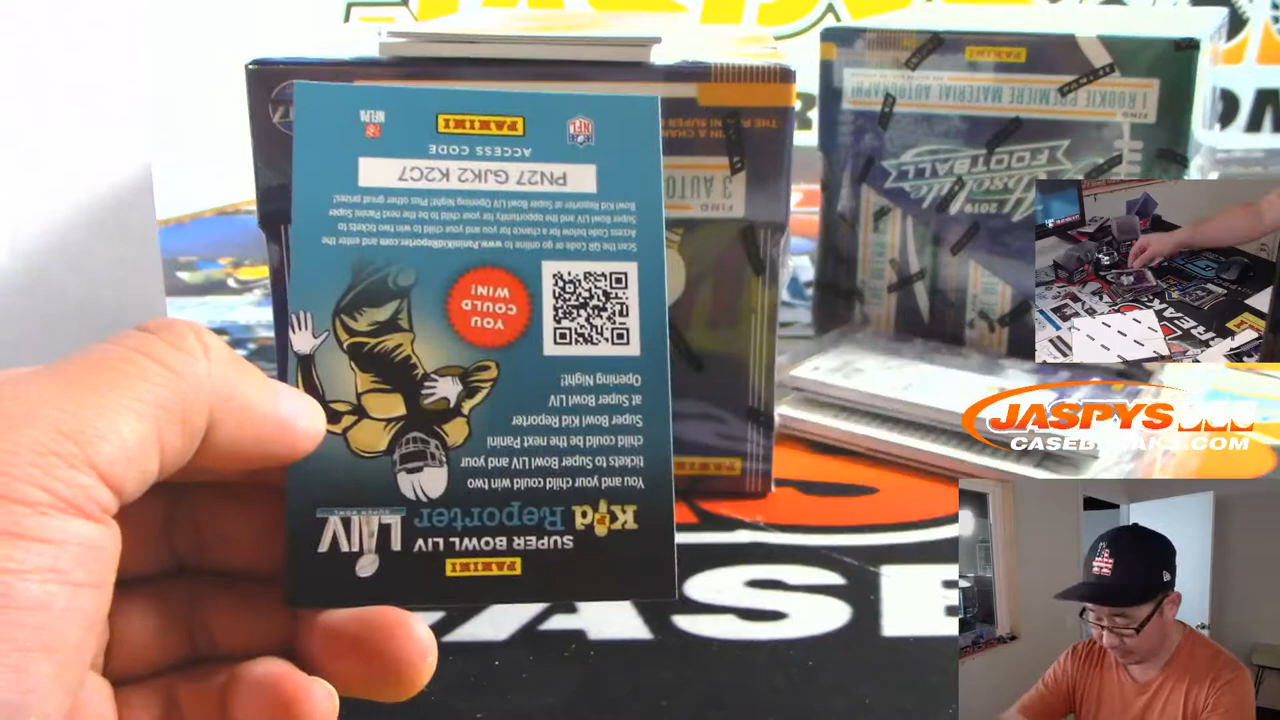 PANINI
SUPER BOWL LIV
Kid Reporter
LIV
SUPER BOWL
You and your child could win two
tickets to Super Bowl LIV and your
child could be the next Panini
Super Bowl Kid Reporter
at Super Bowl LIV
Opening Night!
YOU
COULD
WIN!
Scan the QR Code or go to online to www.PaniniKidReporter.com and enter the
Access Code below for a chance for you and your child to win two tickets to
Super Bowl LIV and the opportunity for your child to be the next Panini Super
Bowl Kid Reporter at Super Bowl LIV Opening Night! Plus other great prizes!
PN27 GJK2 K2C7
ACCESS CODE
NFL
PANINI
NFLPA
FIND
3 AUTO
PANINI
PANINI
FIND
1 ROOKIE PREMIERE MATERIAL AUTOGRAPH!
2019
Absolute
FOOTBALL
JASPYS
CASEBREAKS.COM
CASE